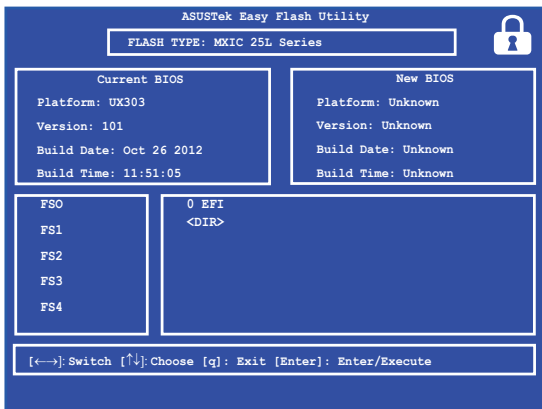 ASUSTek Easy Flash Utility
FLASH TYPE: MXIC 25L Series
Current BIOS
Platform: UX303
Version: 101
Build Date: Oct 26 2012
Build Time: 11:51:05
New BIOS
Platform: Unknown
Version: Unknown
Build Date: Unknown
Build Time: Unknown
FSO
FS1
FS2
FS3
FS4
0 EFI
<DIR>
[←→]: Switch [↑↓]: Choose [q]: Exit [Enter]: Enter/Execute